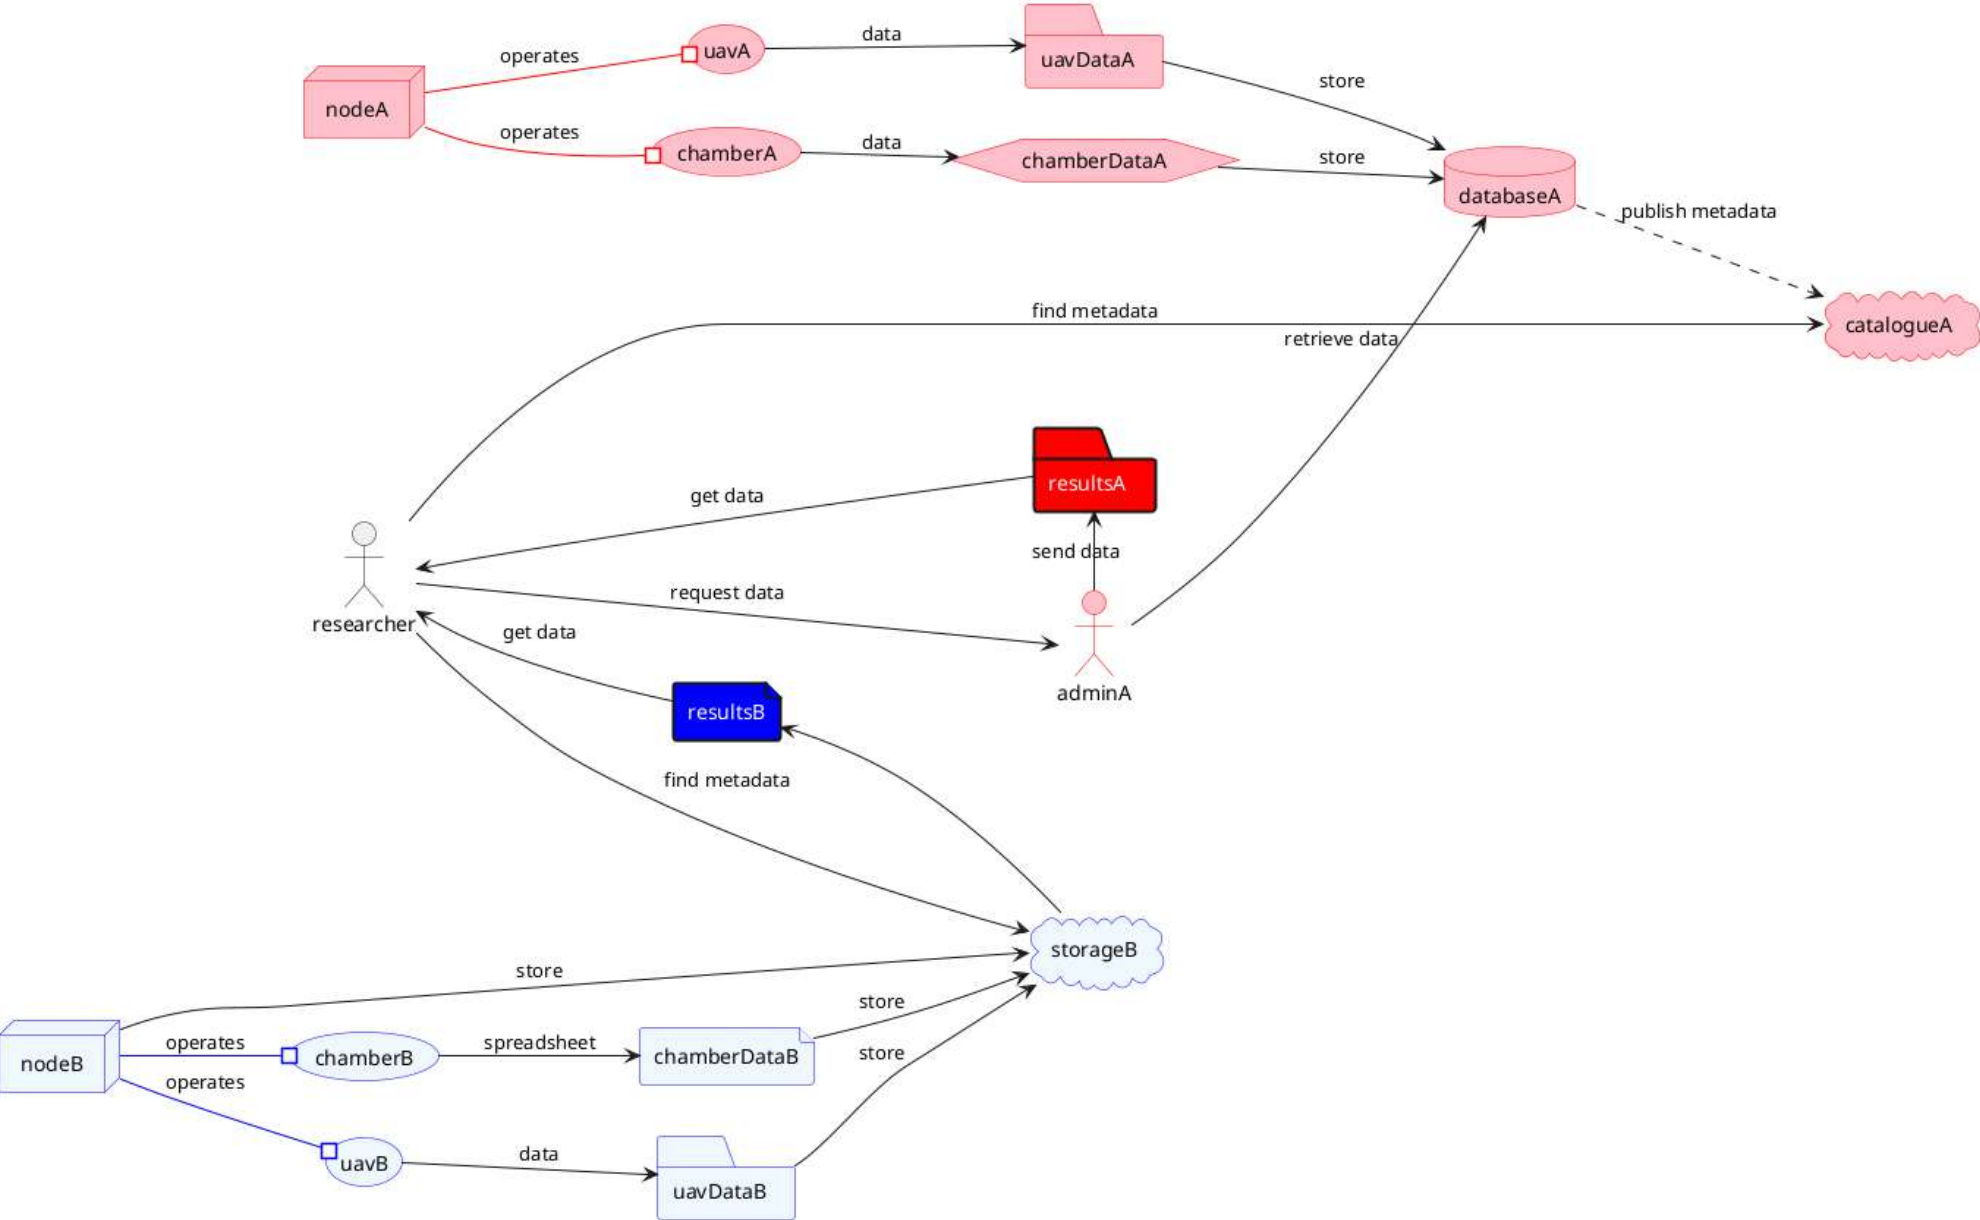 operates
uavA
data
uavDataA
store
nodeA
operates
chamberA
data
chamberDataA
store
databaseA
publish metadata
find metadata
retrieve data
catalogueA
resultsA
get data
send data
researcher
request data
adminA
get data
resultsB
find metadata
storageB
store
store
nodeB
operates
chamberB
spreadsheet
chamberDataB
store
operates
uavB
data
uavDataB